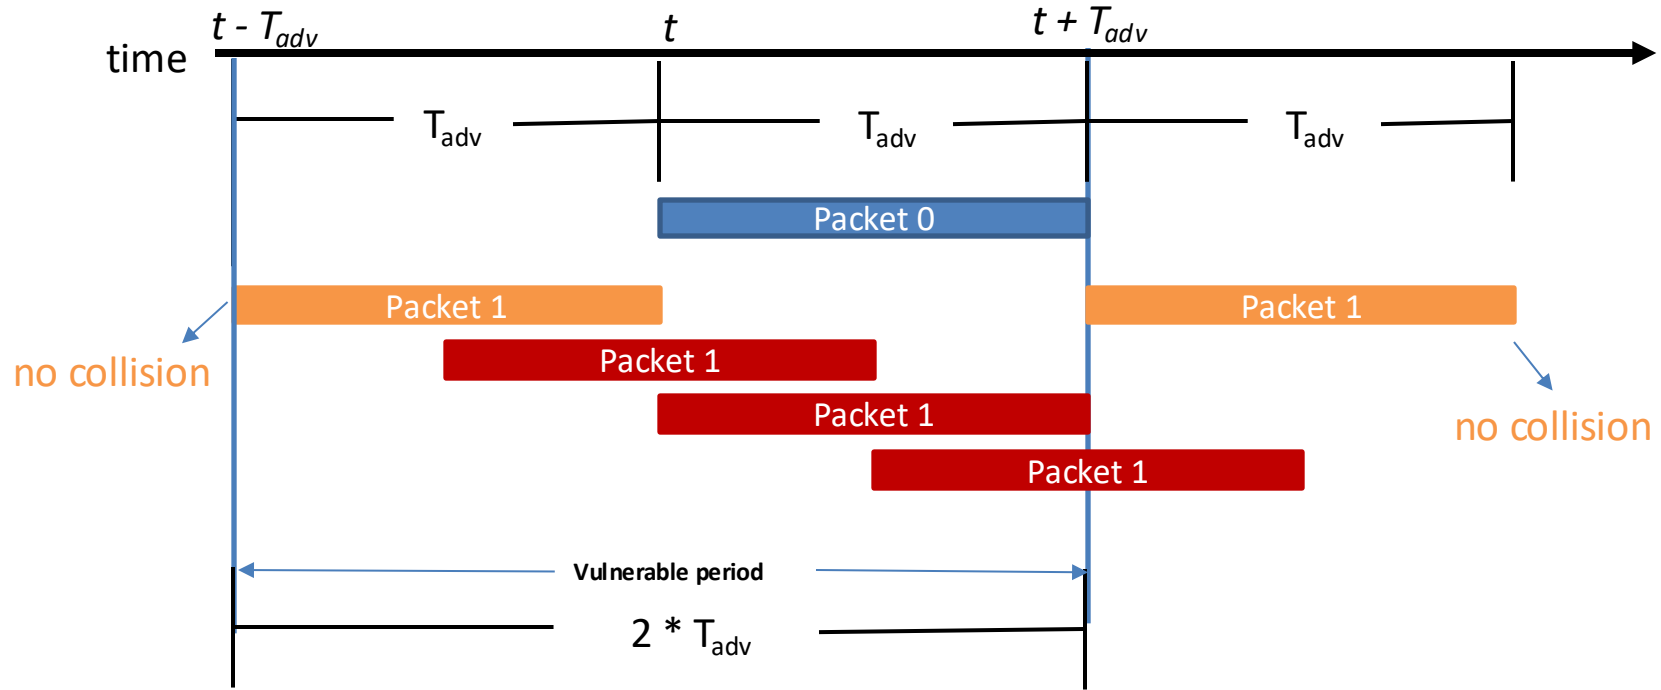 t - Tadv
t
t + Tadv
time
Tadv
Tadv
Tadv
Packet 0
Packet 1
Packet 1
Packet 1
no collision
Packet 1
no collision
Packet 1
Vulnerable period
2 * Tadv